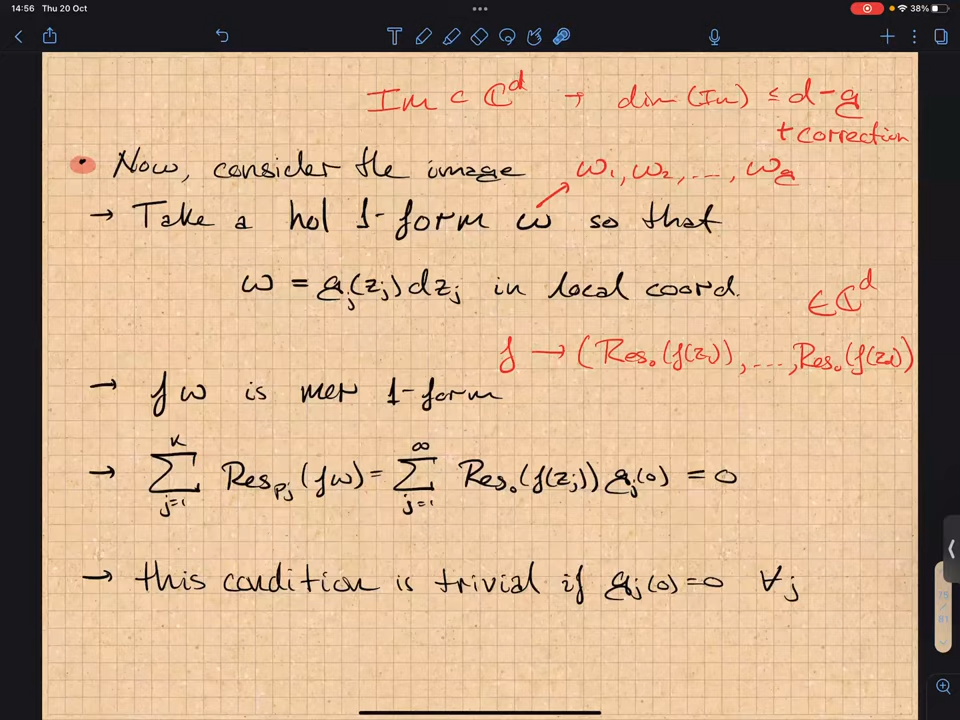 14:56 Thu 20 Oct
38%
Im ⊂ ℂ^d → dim (Im) ≤ d - g
+ correction
• Now, consider the image ω₁, ω₂, ..., ω_g
→ Take a hol 1-form ω so that
ω = g_j(z_j) dz_j in local coord.
∈ ℂ^d
f → (Res₀(f(z₁)), ..., Res₀(f(z_d))
→ fω is mer 1-form
→ ∑_{j=1}^{k} Res_{p_j} (fω) = ∑_{j=1}^{∞} Res₀(f(z_j)) g_j(0) = 0
→ this condition is trivial if g_j(0) = 0 ∀j
75
/
81